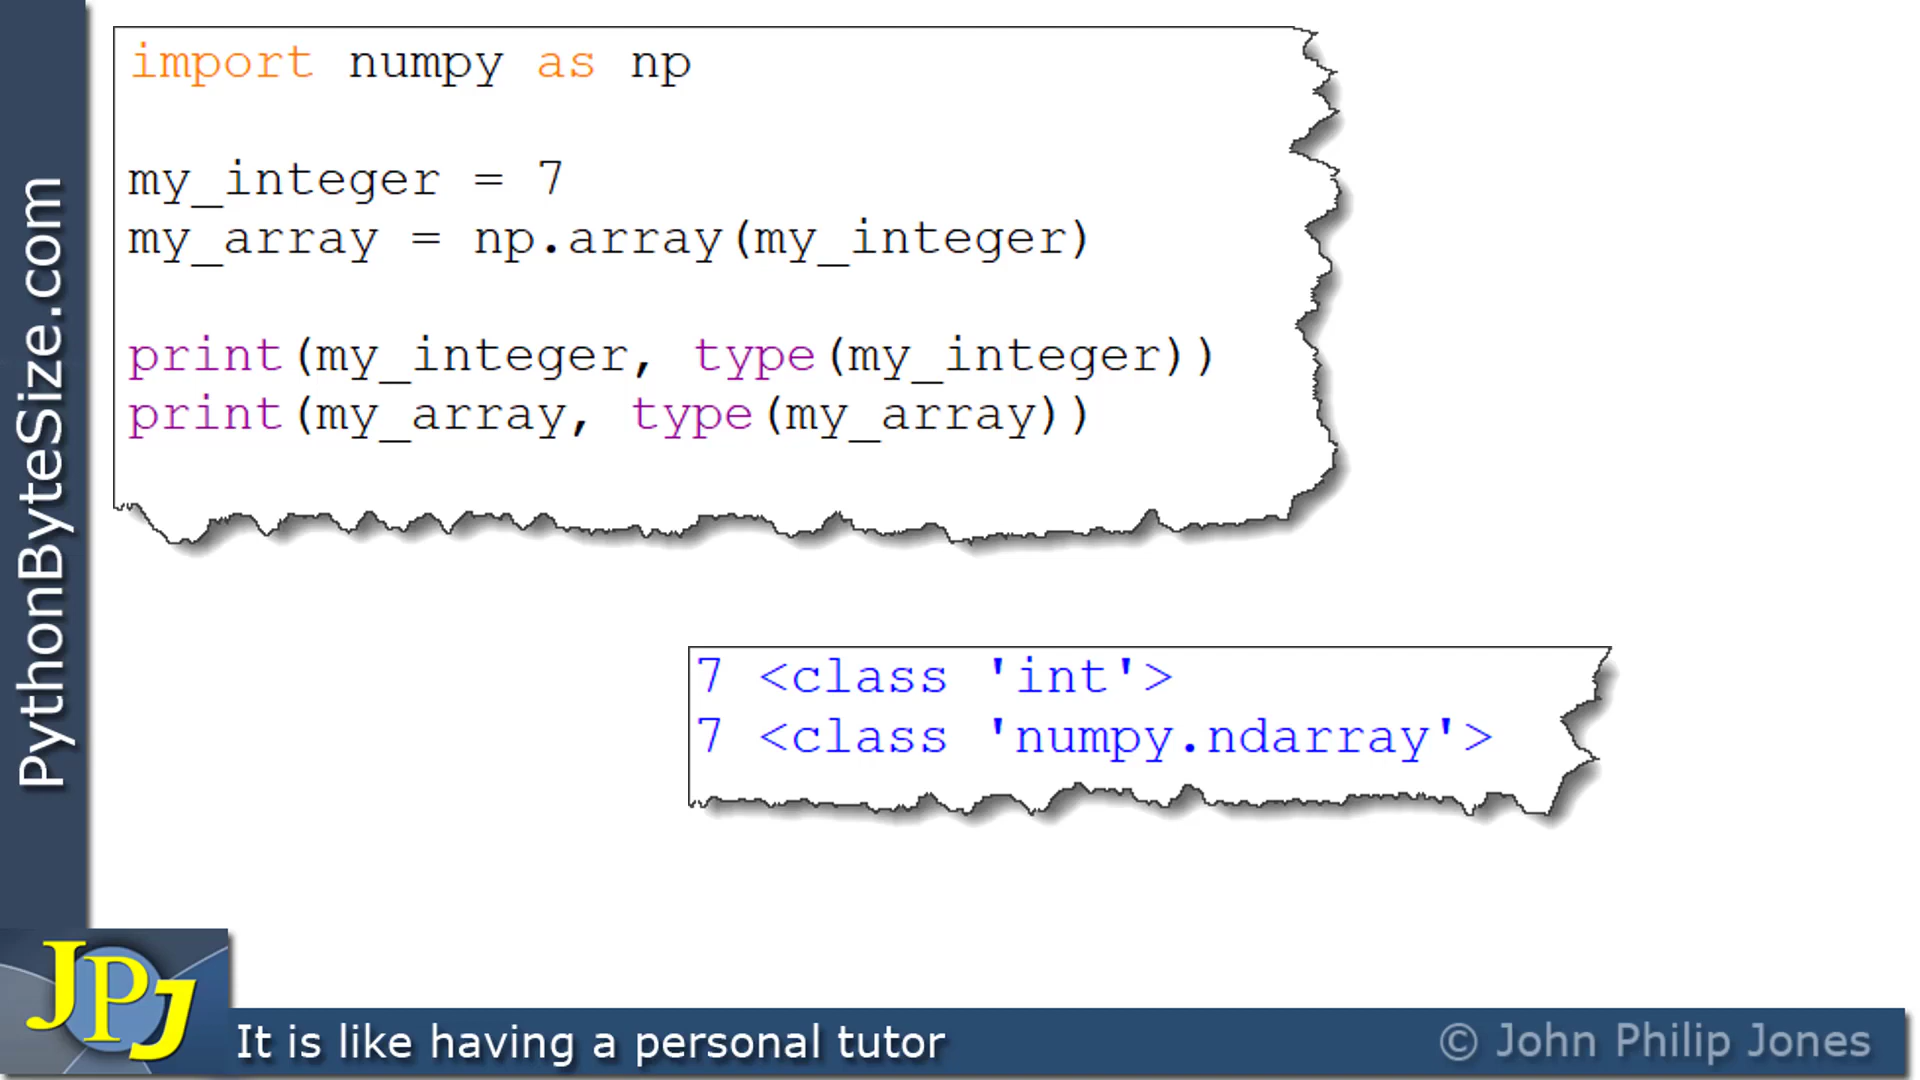 import numpy as np
my_integer = 7
my_array = np.array(my_integer)
print(my_integer, type(my_integer))
print(my_array, type(my_array))
7 <class 'int'>
7 <class 'numpy.ndarray'>
PythonByteSize.com
JPJ
It is like having a personal tutor
© John Philip Jones